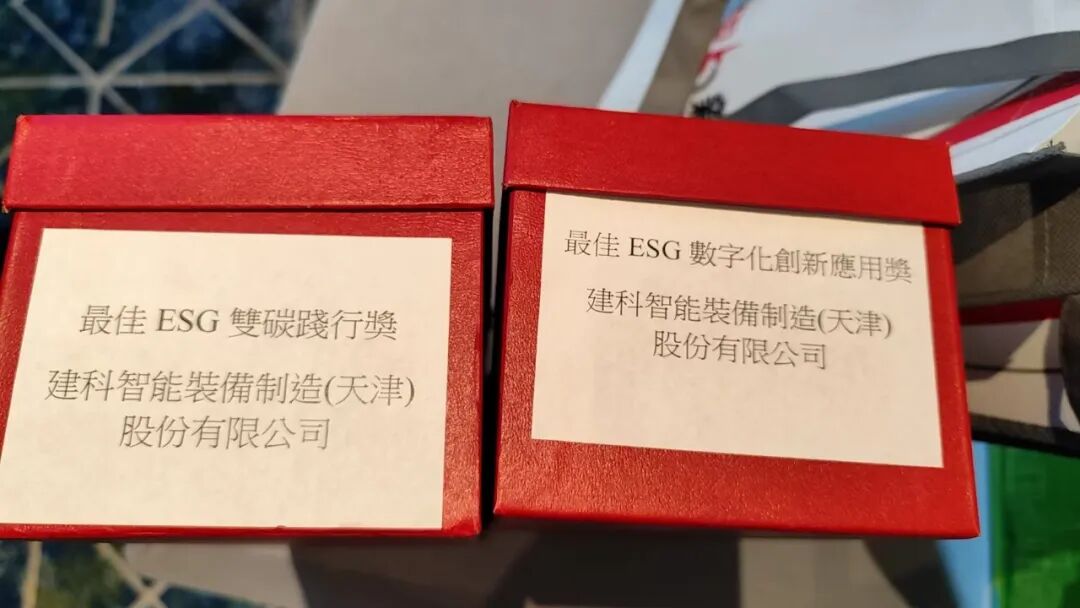 最佳 ESG 雙碳踐行獎
建科智能裝備制造(天津)
股份有限公司
最佳 ESG 數字化創新應用獎
建科智能裝備制造(天津)
股份有限公司